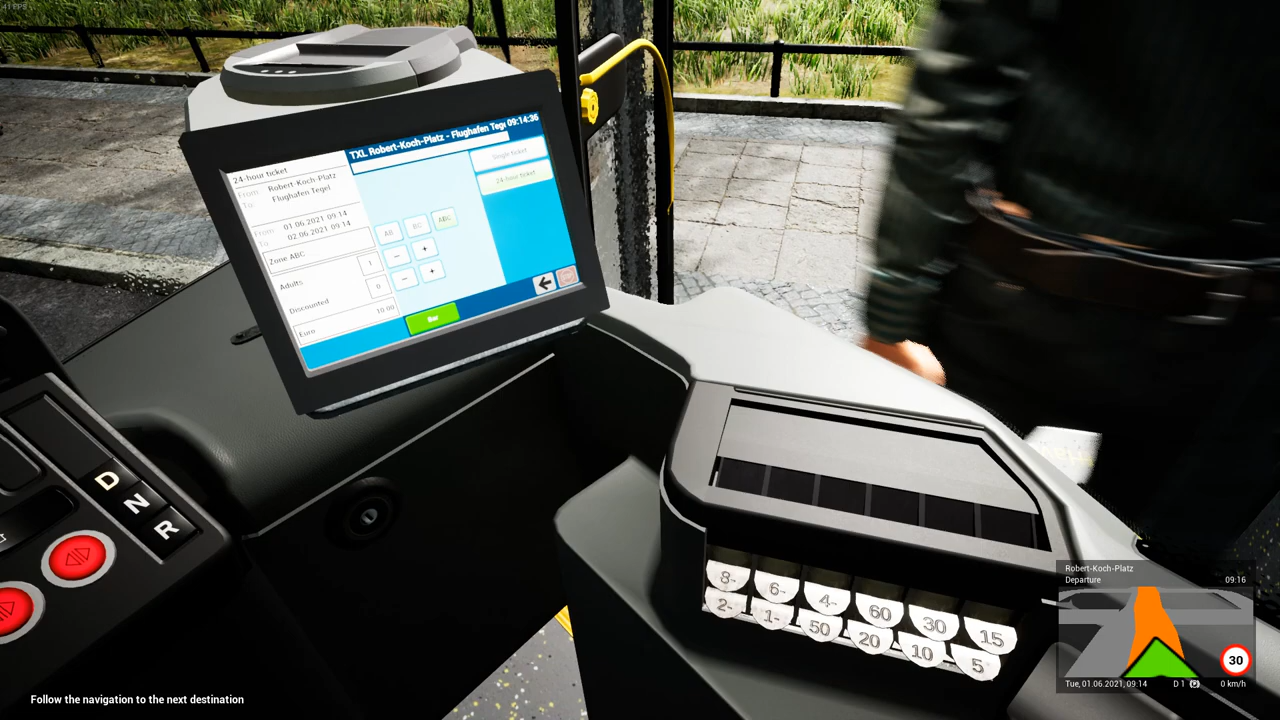 41 FPS
TXL Robert-Koch-Platz - Flughafen Teg 09:14:36
24-hour ticket
From Robert-Koch-Platz
To: Flughafen Tegel
From 01.06.2021 09:14
To 02.06.2021 09:14
Zone ABC
Adults 1
Discounted 0
Euro 10.00
Single ticket
24-hour ticket
AB BC ABC
- +
- +
Bar
D
N
R
8- 6- 4- 60 30 15
2- 1- 50 20 10 5
Robert-Koch-Platz
Departure 09:16
30
Tue, 01.06.2021, 09:14 D 1 P 0 km/h
Follow the navigation to the next destination